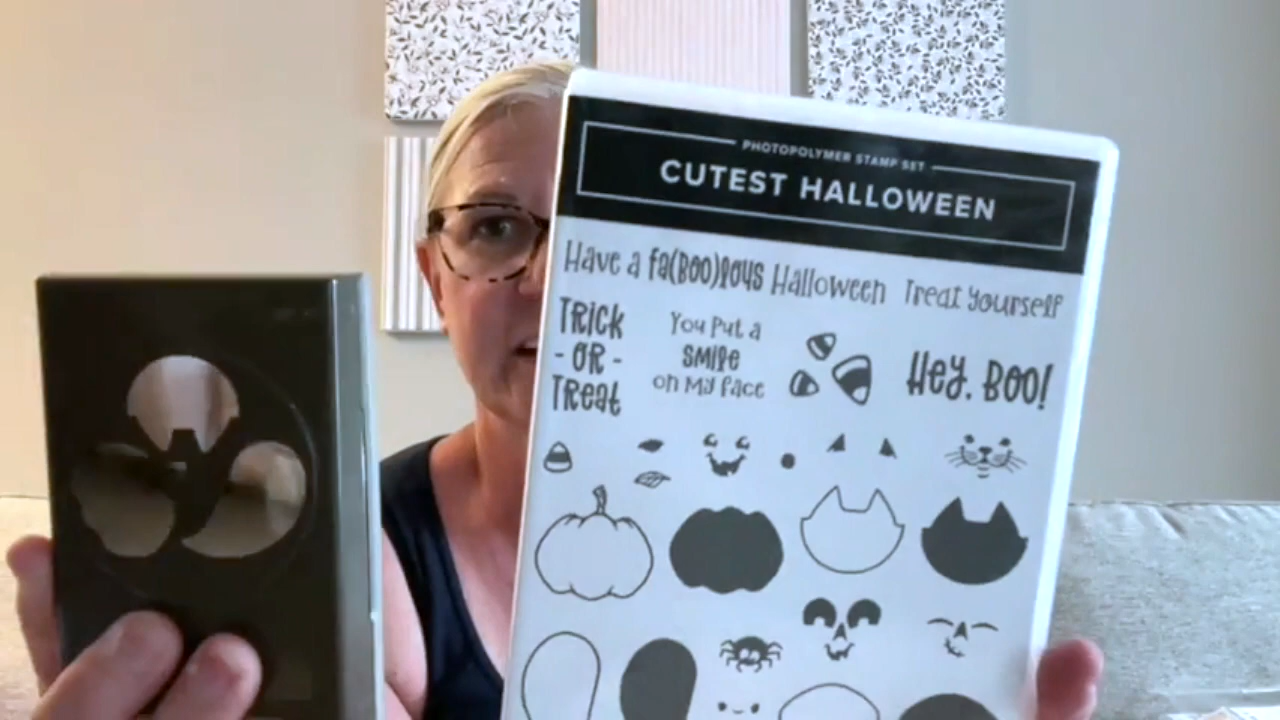 PHOTOPOLYMER STAMP SET
CUTEST HALLOWEEN
Have a fa(Boo)lous Halloween
Treat yourself
TRICK
- OR -
TREAT
You put a
smile
on my face
Hey, Boo!